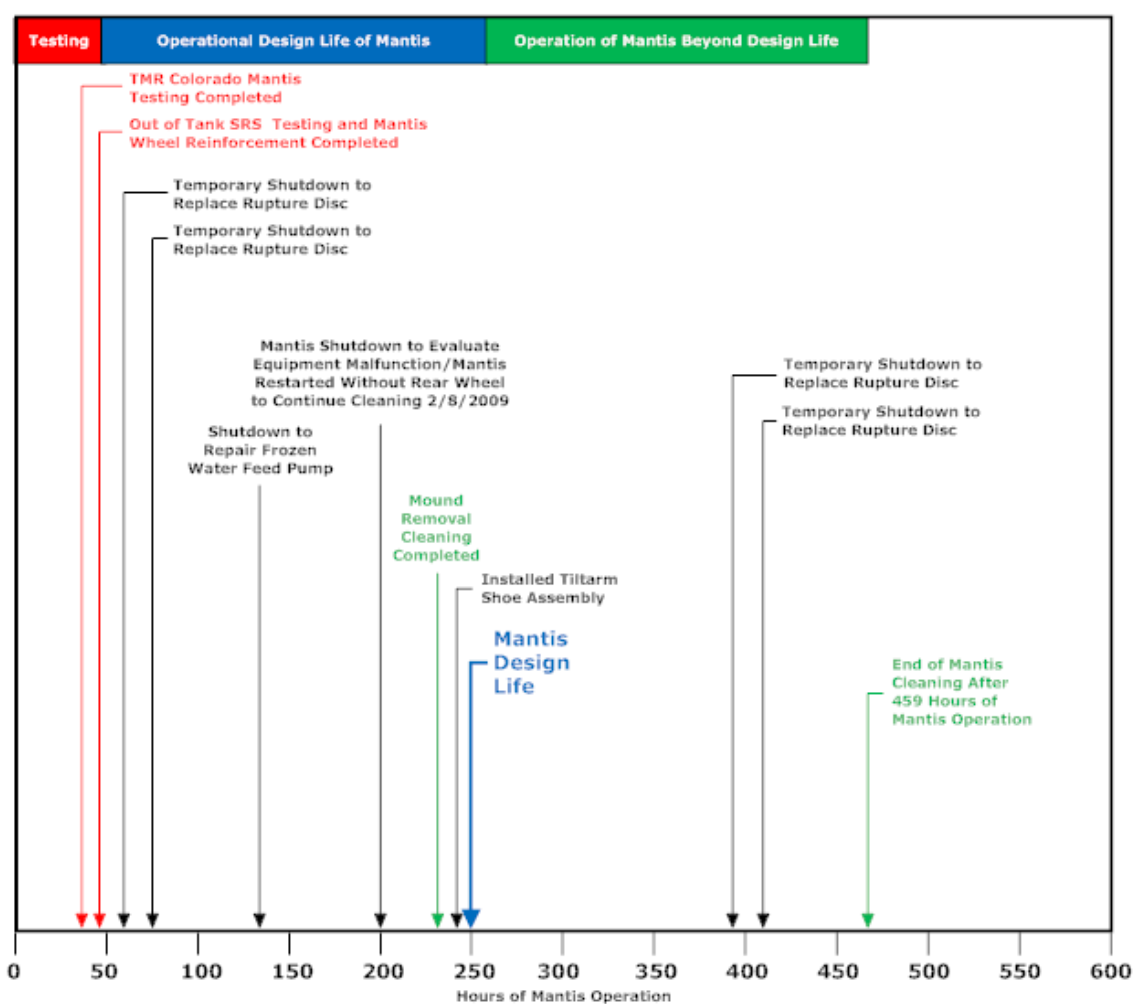 Testing
Operational Design Life of Mantis
Operation of Mantis Beyond Design Life
TMR Colorado Mantis
Testing Completed
Out of Tank SRS Testing and Mantis
Wheel Reinforcement Completed
Temporary Shutdown to
Replace Rupture Disc
Temporary Shutdown to
Replace Rupture Disc
Mantis Shutdown to Evaluate
Equipment Malfunction/Mantis
Restarted Without Rear Wheel
to Continue Cleaning 2/8/2009
Temporary Shutdown to
Replace Rupture Disc
Temporary Shutdown to
Replace Rupture Disc
Shutdown to
Repair Frozen
Water Feed Pump
Mound
Removal
Cleaning
Completed
Installed Tiltarm
Shoe Assembly
Mantis
Design
Life
End of Mantis
Cleaning After
459 Hours of
Mantis Operation
0 50 100 150 200 250 300 350 400 450 500 550 600
Hours of Mantis Operation